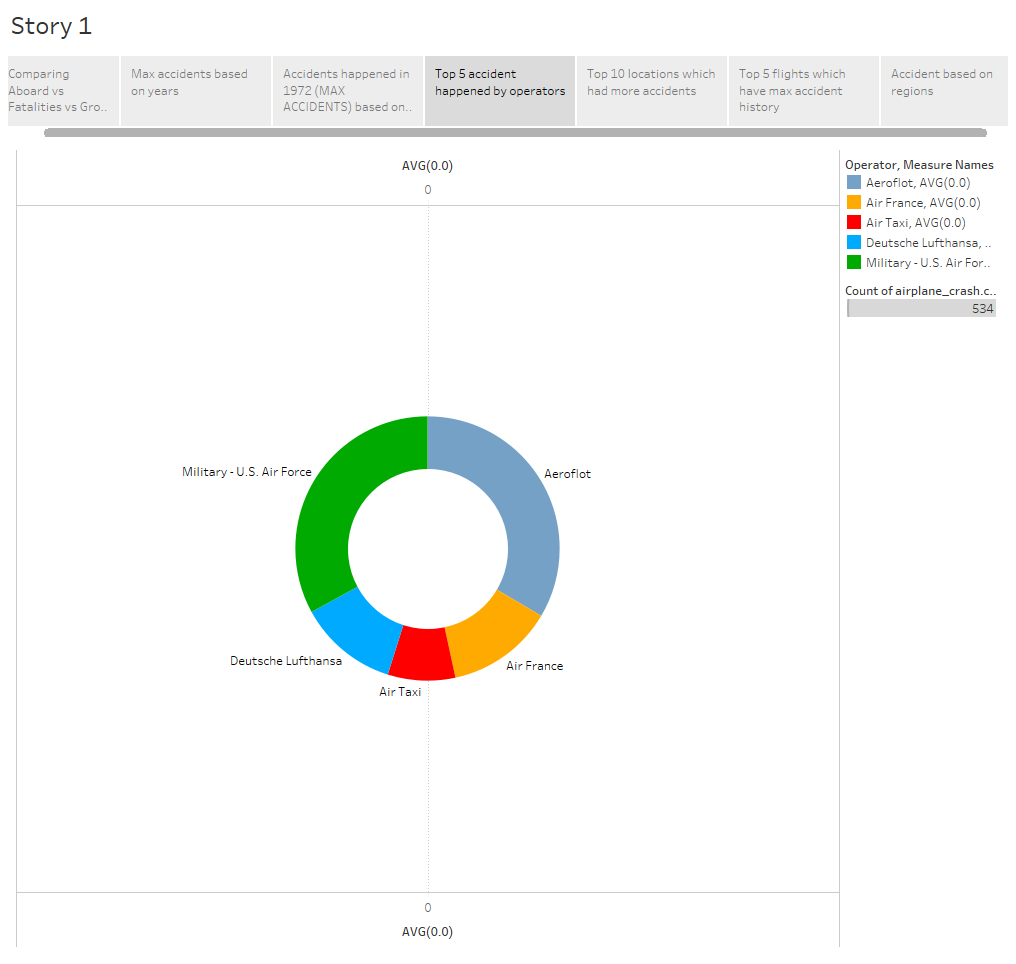 Story 1
Comparing
Aboard vs
Fatalities vs Gro..
Max accidents based
on years
Accidents happened in
1972 (MAX
ACCIDENTS) based on..
Top 5 accident
happened by operators
Top 10 locations which
had more accidents
Top 5 flights which
have max accident
history
Accident based on
regions
AVG(0.0)
0
Operator, Measure Names
Aeroflot, AVG(0.0)
Air France, AVG(0.0)
Air Taxi, AVG(0.0)
Deutsche Lufthansa, ..
Military - U.S. Air For..
Count of airplane_crash.c..
534
Military - U.S. Air Force
Aeroflot
Deutsche Lufthansa
Air France
Air Taxi
0
AVG(0.0)